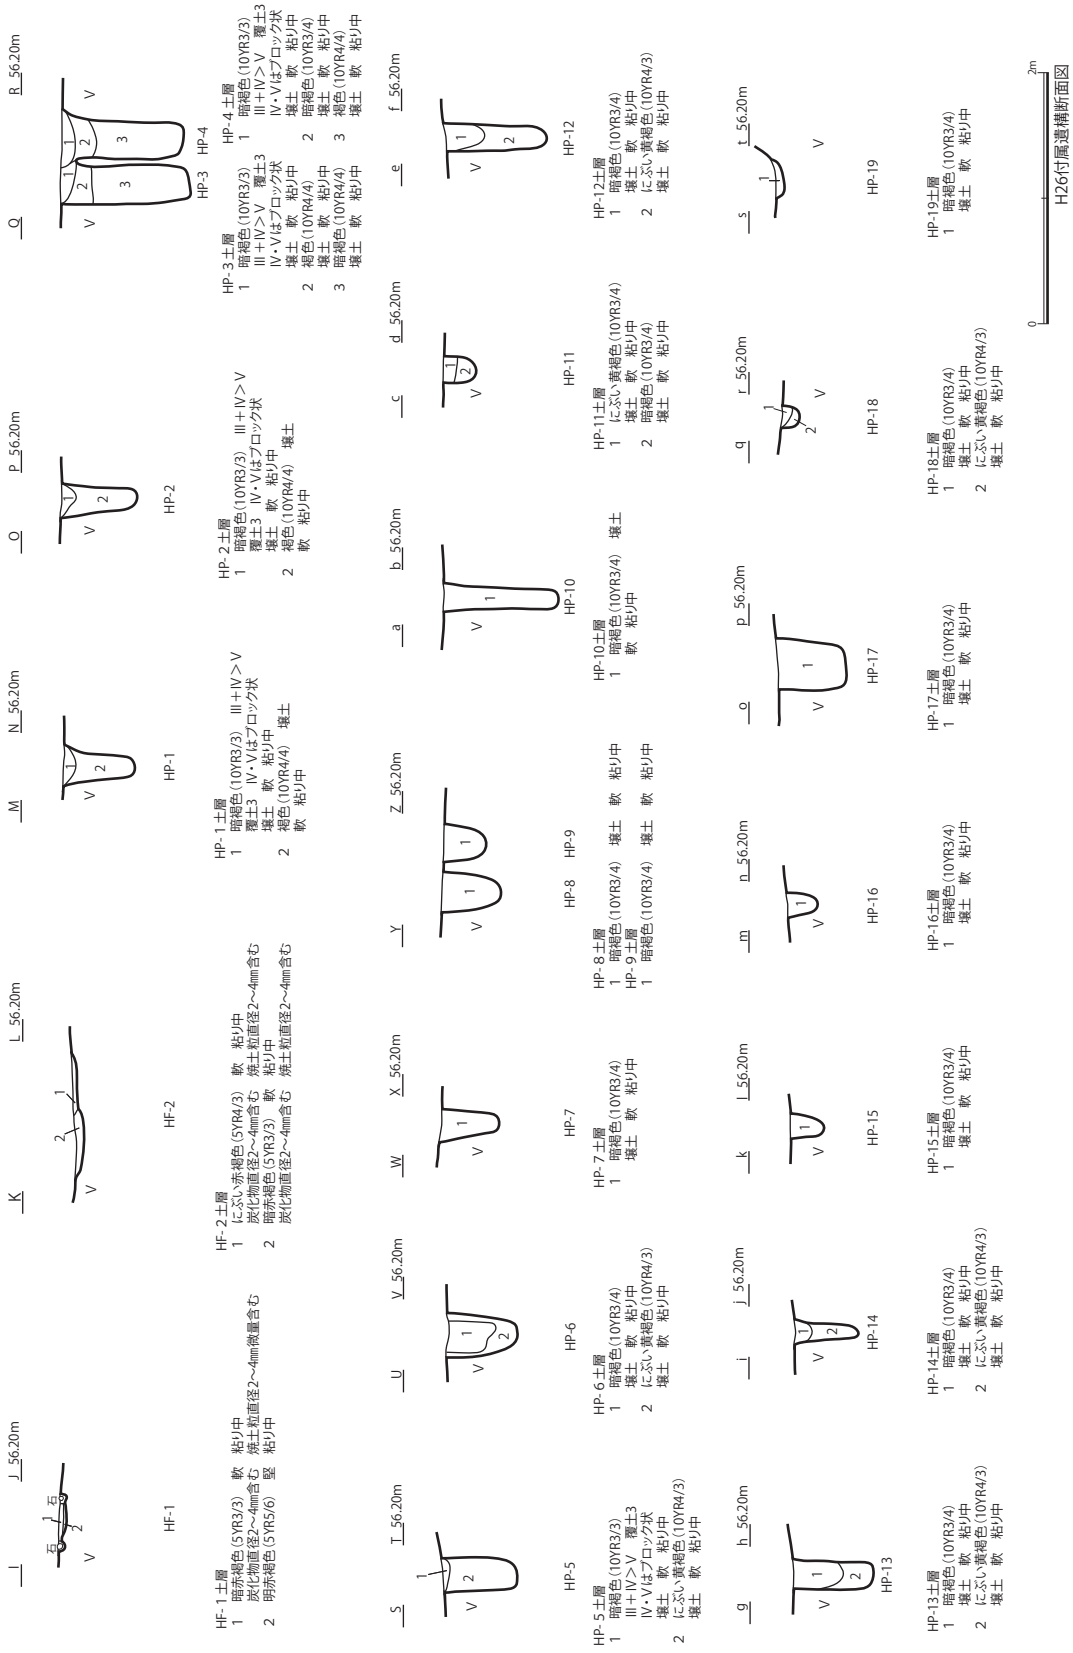 I J 56.20m
石 1 石
2
V
HF-1
HF-1土層
1 暗赤褐色(5YR3/3) 軟 粘り中
炭化物直径2〜4㎜含む 焼土粒直径2〜4㎜微量含む
2 明赤褐色(5YR5/6) 堅 粘り中
K L 56.20m
2 1
V
HF-2
HF-2土層
1 にぶい赤褐色(5YR4/3) 軟 粘り中
炭化物直径2〜4㎜含む 焼土粒直径2〜4㎜含む
2 暗赤褐色(5YR3/3) 軟 粘り中
炭化物直径2〜4㎜含む 焼土粒直径2〜4㎜含む
M N 56.20m
1
2
V
HP-1
HP-1土層
1 暗褐色(10YR3/3) Ⅲ+Ⅳ>Ⅴ
覆土3 Ⅳ・Ⅴはブロック状
壌土 軟 粘り中
2 褐色(10YR4/4) 壌土
軟 粘り中
O P 56.20m
1
2
V
HP-2
HP-2土層
1 暗褐色(10YR3/3) Ⅲ+Ⅳ>Ⅴ
覆土3 Ⅳ・Ⅴはブロック状
壌土 軟 粘り中
2 褐色(10YR4/4) 壌土
軟 粘り中
Q R 56.20m
1 1
2 2
3 3
V V
HP-3 HP-4
HP-3土層
1 暗褐色(10YR3/3)
Ⅲ+Ⅳ>Ⅴ 覆土3
Ⅳ・Ⅴはブロック状
壌土 軟 粘り中
2 褐色(10YR4/4)
壌土 軟 粘り中
3 暗褐色(10YR4/4)
壌土 軟 粘り中
HP-4土層
1 暗褐色(10YR3/3)
Ⅲ+Ⅳ>Ⅴ 覆土3
Ⅳ・Ⅴはブロック状
壌土 軟 粘り中
2 暗褐色(10YR3/4)
壌土 軟 粘り中
3 褐色(10YR4/4)
壌土 軟 粘り中
S T 56.20m
1
2
V
HP-5
HP-5土層
1 暗褐色(10YR3/3)
Ⅲ+Ⅳ>Ⅴ 覆土3
Ⅳ・Ⅴはブロック状
壌土 軟 粘り中
2 にぶい黄褐色(10YR4/3)
壌土 軟 粘り中
U V 56.20m
1
2
V
HP-6
HP-6土層
1 暗褐色(10YR3/4)
壌土 軟 粘り中
2 にぶい黄褐色(10YR4/3)
壌土 軟 粘り中
W X 56.20m
1
V
HP-7
HP-7土層
1 暗褐色(10YR3/4)
壌土 軟 粘り中
Y Z 56.20m
1 1
V
HP-8 HP-9
HP-8土層
1 暗褐色(10YR3/4) 壌土 軟 粘り中
HP-9土層
1 暗褐色(10YR3/4) 壌土 軟 粘り中
a b 56.20m
1
V
HP-10
HP-10土層
1 暗褐色(10YR3/4) 壌土
軟 粘り中
c d 56.20m
1
2
V
HP-11
HP-11土層
1 にぶい黄褐色(10YR3/4)
壌土 軟 粘り中
2 暗褐色(10YR3/4)
壌土 軟 粘り中
e f 56.20m
1
2
V
HP-12
HP-12土層
1 暗褐色(10YR3/4)
壌土 軟 粘り中
2 にぶい黄褐色(10YR4/3)
壌土 軟 粘り中
g h 56.20m
1
2
V
HP-13
HP-13土層
1 暗褐色(10YR3/4)
壌土 軟 粘り中
2 にぶい黄褐色(10YR4/3)
壌土 軟 粘り中
i j 56.20m
1
2
V
HP-14
HP-14土層
1 暗褐色(10YR3/4)
壌土 軟 粘り中
2 にぶい黄褐色(10YR4/3)
壌土 軟 粘り中
k l 56.20m
1
V
HP-15
HP-15土層
1 暗褐色(10YR3/4)
壌土 軟 粘り中
m n 56.20m
1
V
HP-16
HP-16土層
1 暗褐色(10YR3/4)
壌土 軟 粘り中
o p 56.20m
1
V
HP-17
HP-17土層
1 暗褐色(10YR3/4)
壌土 軟 粘り中
q r 56.20m
1
2
V
HP-18
HP-18土層
1 暗褐色(10YR3/4)
壌土 軟 粘り中
2 にぶい黄褐色(10YR4/3)
壌土 軟 粘り中
s t 56.20m
1
V
HP-19
HP-19土層
1 暗褐色(10YR3/4)
壌土 軟 粘り中
0 2m
H26付属遺構断面図